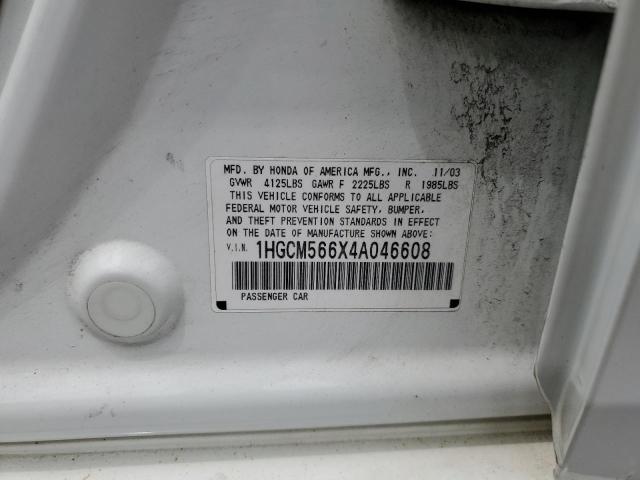 MFD. BY HONDA OF AMERICA MFG., INC. 11/03
GVWR 4125LBS GAWR F 2225LBS R 1985LBS
THIS VEHICLE CONFORMS TO ALL APPLICABLE
FEDERAL MOTOR VEHICLE SAFETY, BUMPER,
AND THEFT PREVENTION STANDARDS IN EFFECT
ON THE DATE OF MANUFACTURE SHOWN ABOVE:
V.I.N. 1HGCM566X4A046608
PASSENGER CAR